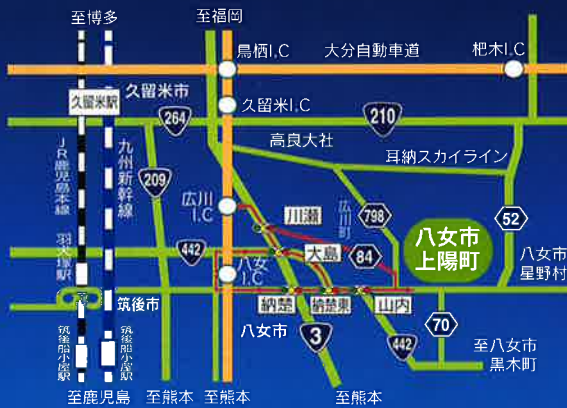 至博多
至福岡
鳥栖I,C
大分自動車道
杷木I,C
久留米駅
久留米市
久留米I,C
264
210
高良大社
耳納スカイライン
JR鹿児島本線
九州新幹線
209
広川
I.C
川瀬
広川町
798
52
羽犬塚駅
442
八女
I.C
大島
84
八女市
上陽町
八女市
星野村
筑後市
納楚
納楚東
山内
八女市
3
70
442
至八女市
黒木町
筑後船小屋駅
筑後船小屋駅
至鹿児島
至熊本
至熊本
至熊本